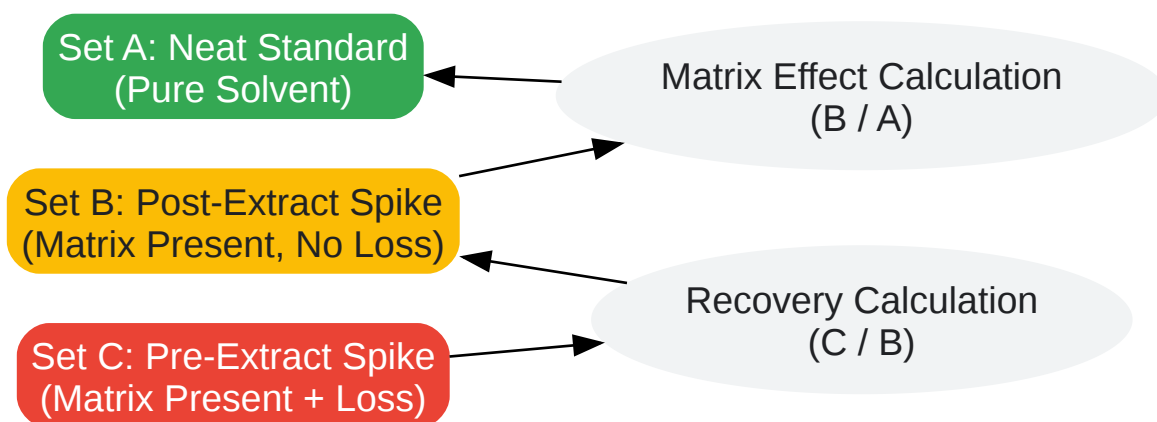 Set A: Neat Standard
(Pure Solvent)
Matrix Effect Calculation
(B / A)
Set B: Post-Extract Spike
(Matrix Present, No Loss)
Recovery Calculation
(C / B)
Set C: Pre-Extract Spike
(Matrix Present + Loss)